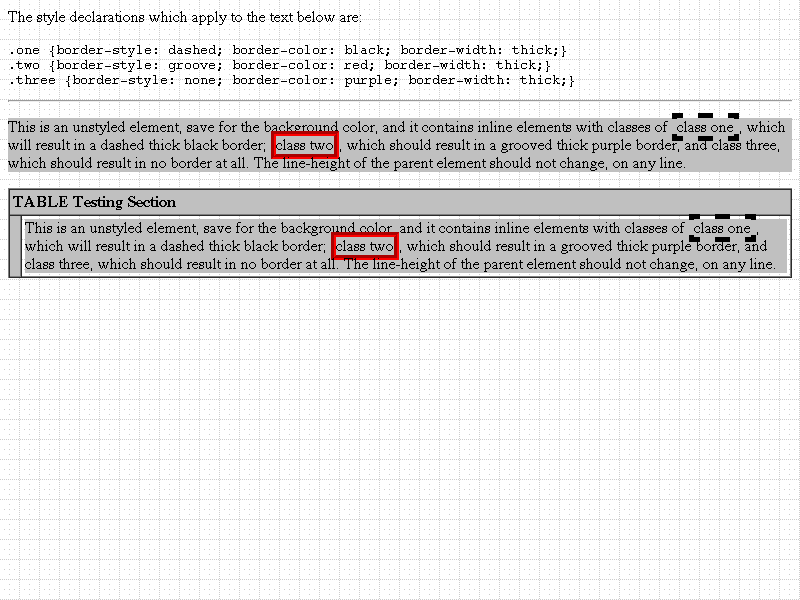 The style declarations which apply to the text below are:
.one {border-style: dashed; border-color: black; border-width: thick;}
.two {border-style: groove; border-color: red; border-width: thick;}
.three {border-style: none; border-color: purple; border-width: thick;}
This is an unstyled element, save for the background color, and it contains inline elements with classes of class one , which
will result in a dashed thick black border; class two , which should result in a grooved thick purple border, and class three,
which should result in no border at all. The line-height of the parent element should not change, on any line.
TABLE Testing Section
This is an unstyled element, save for the background color, and it contains inline elements with classes of class one ,
which will result in a dashed thick black border; class two , which should result in a grooved thick purple border, and
class three, which should result in no border at all. The line-height of the parent element should not change, on any line.